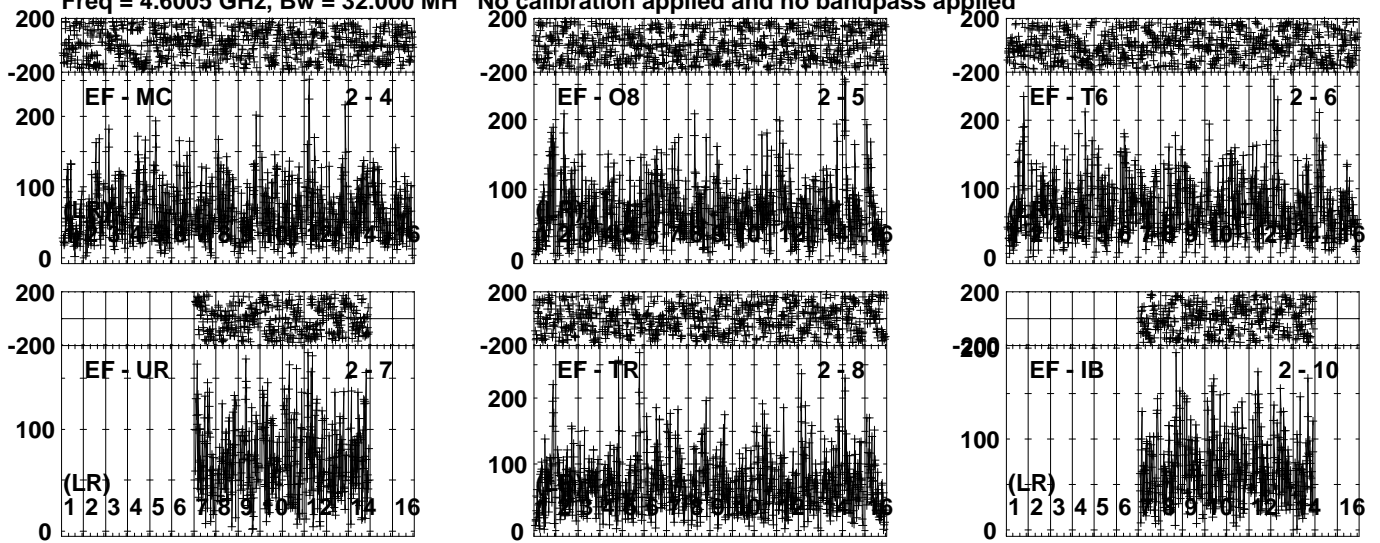 Freq = 4.6005 GHz, Bw = 32.000 MH No calibration applied and no bandpass applied
200 200 200
-200 -200 -200
EF - MC 2 - 4 EF - O8 2 - 5 EF - T6 2 - 6
200 200 200
100 100 100
0 0 0
200 200 200
-200 -200 -200
200
EF - UR 2 - 7 EF - TR 2 - 8 EF - IB 2 - 10
200
100 100 100
(LR) (LR)
1 2 3 4 5 6 7 8 9 10 12 14 16 1 2 3 4 5 6 7 8 9 10 12 14 16
0 0 0